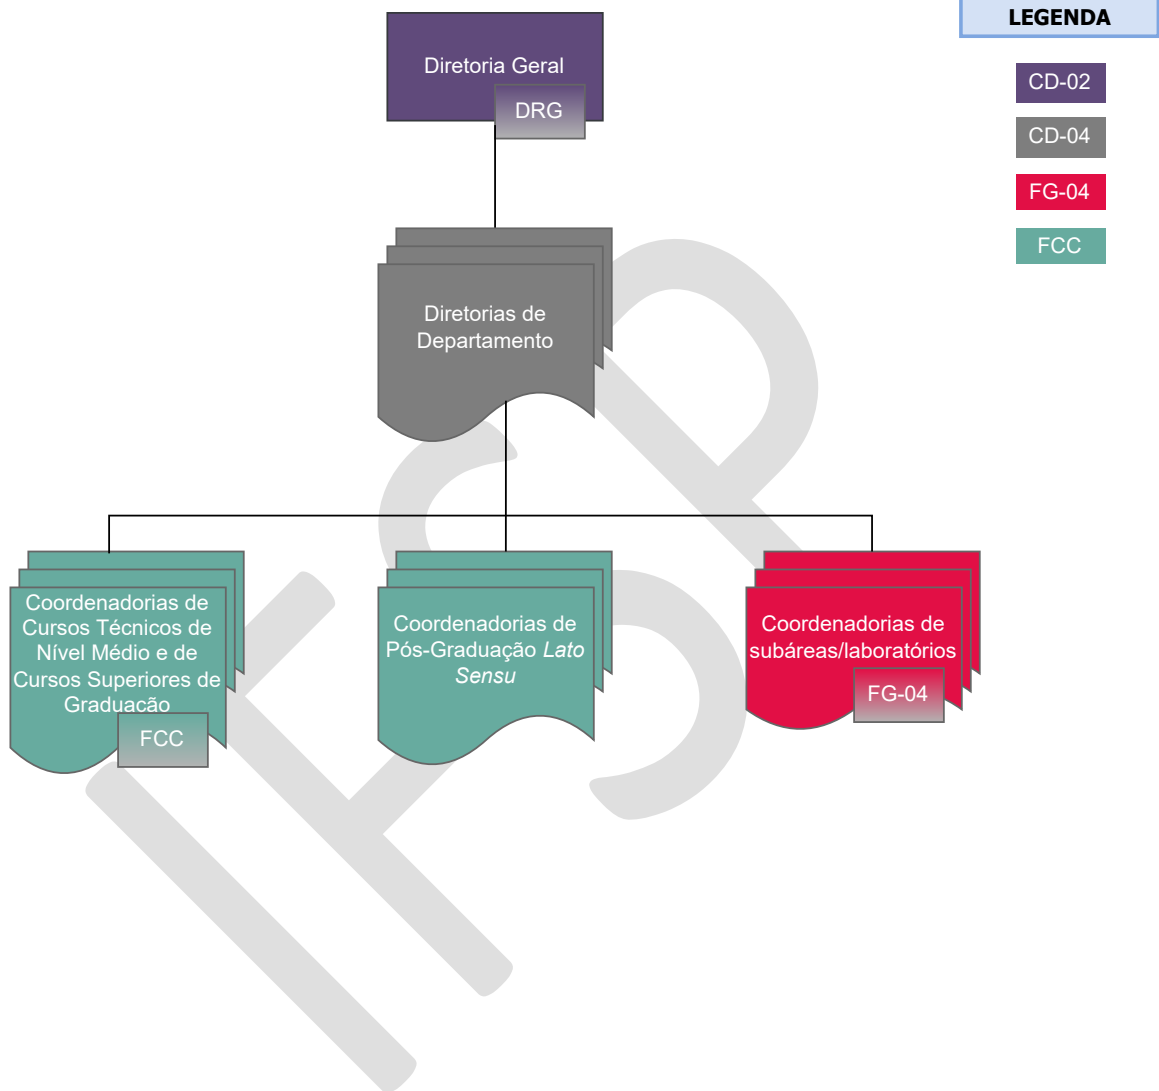 LEGENDA
Diretoria Geral
DRG
CD-02
CD-04
FG-04
FCC
Diretorias de
Departamento
Coordenadorias de
Cursos Técnicos de
Nível Médio e de
Cursos Superiores de
Graduação
FCC
Coordenadorias de
Pós-Graduação Lato
Sensu
Coordenadorias de
subáreas/laboratórios
FG-04
IFSP